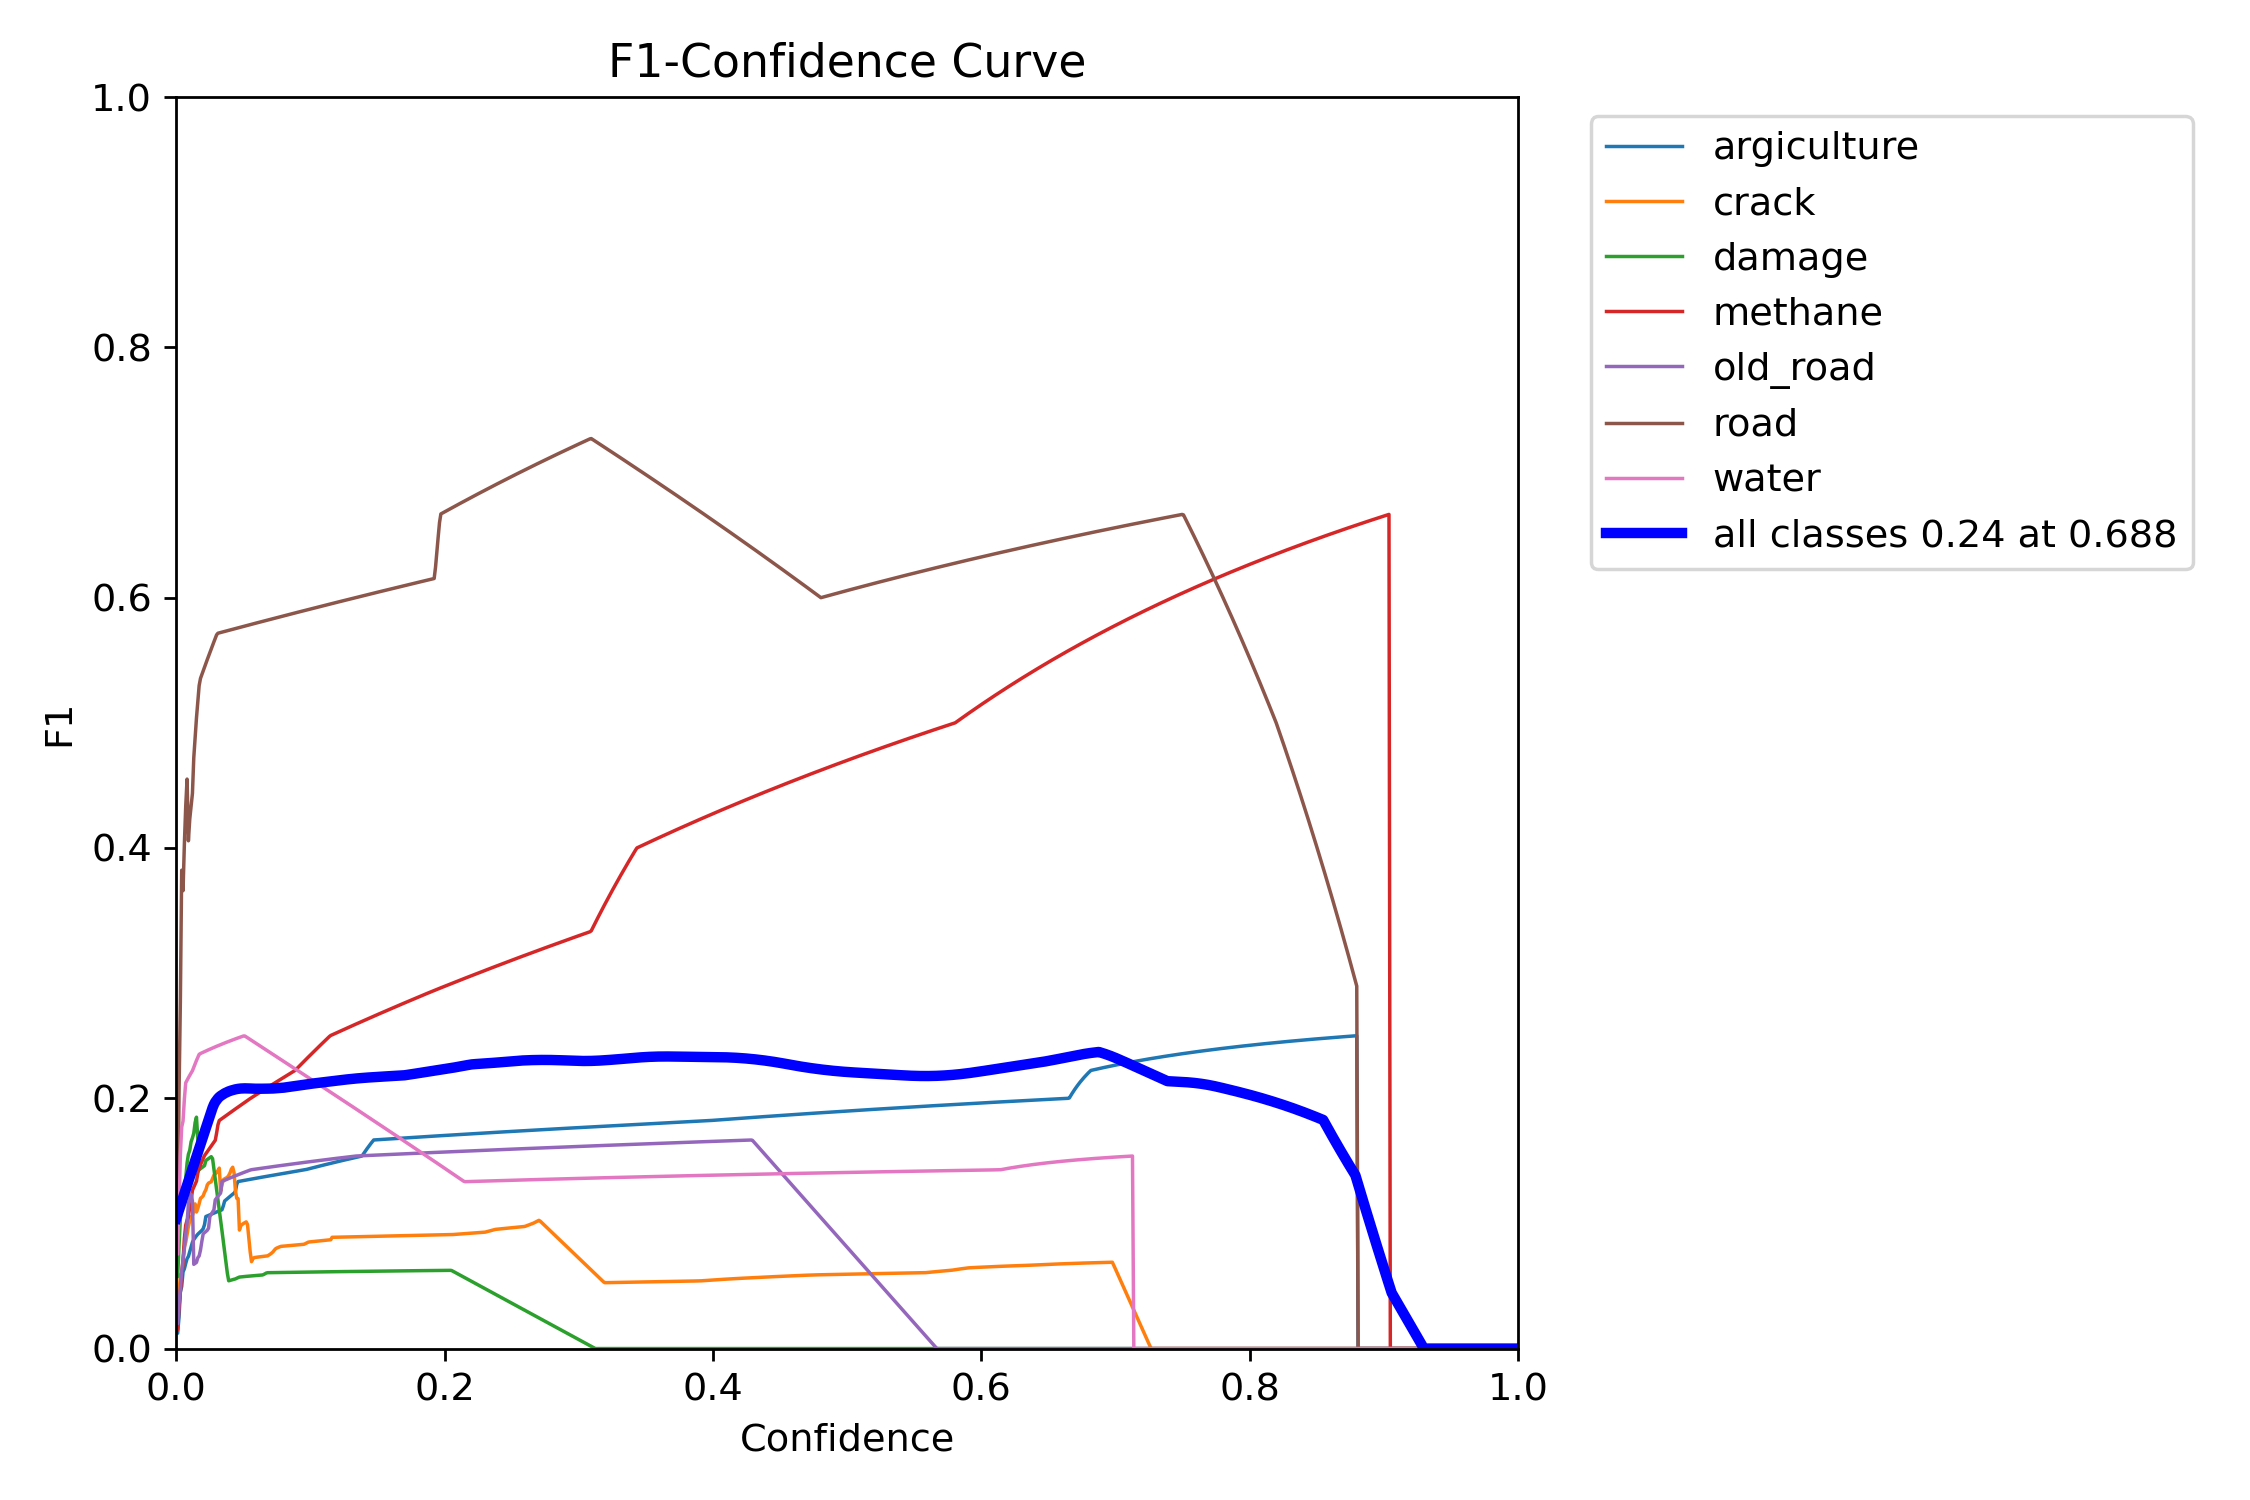 F1-Confidence Curve
1.0
0.8
0.6
0.4
0.2
0.0
F1
0.0 0.2 0.4 0.6 0.8 1.0
Confidence
argiculture
crack
damage
methane
old_road
road
water
all classes 0.24 at 0.688